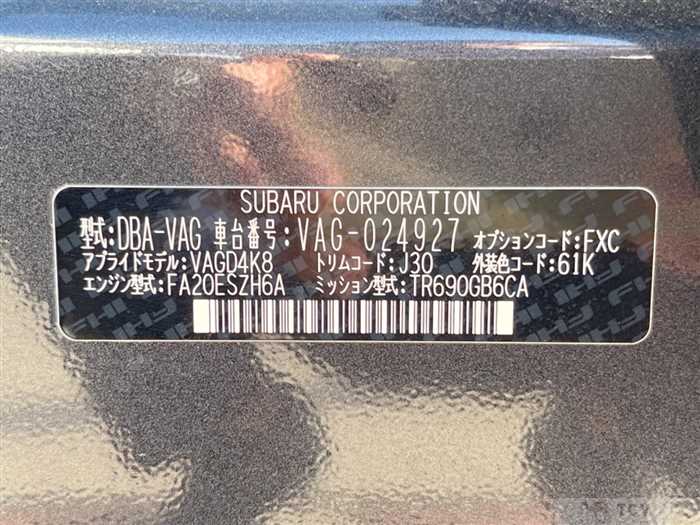 SUBARU CORPORATION
型式:DBA-VAG 車台番号:VAG-024927 オプションコード:FXC
アプライドモデル:VAGD4K8 トリムコード:J30 外装色コード:61K
エンジン型式:FA20ESZH6A ミッション型式:TR690GB6CA